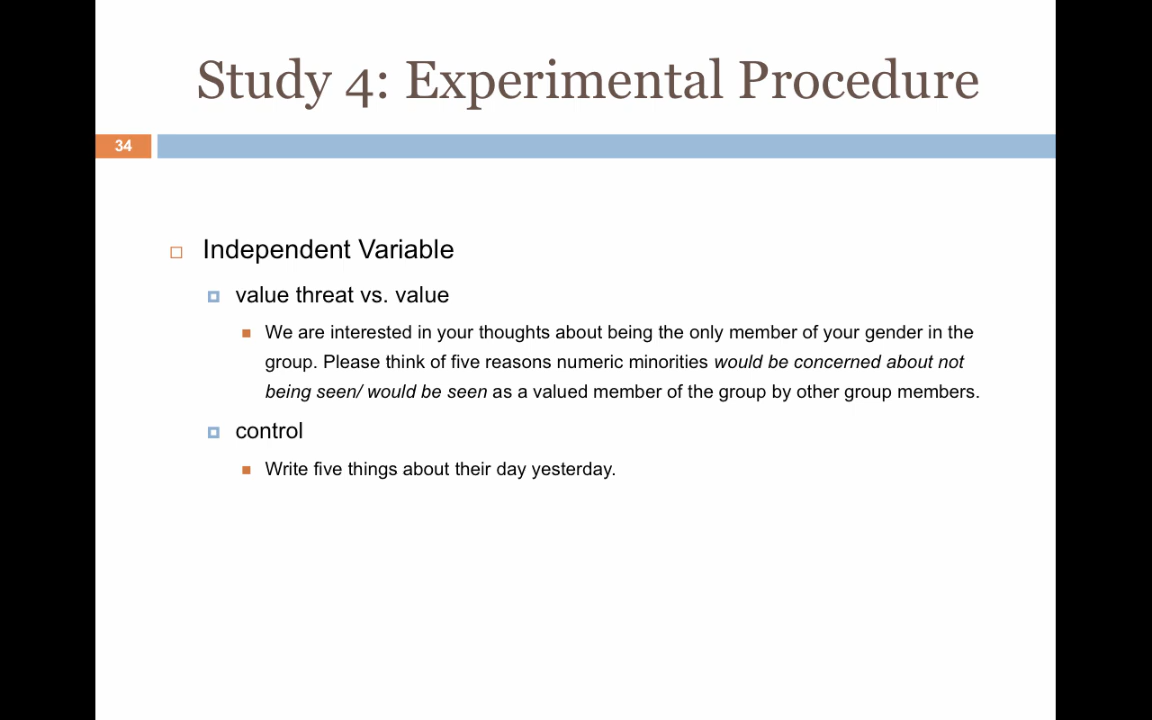 Study 4: Experimental Procedure
34
Independent Variable
value threat vs. value
We are interested in your thoughts about being the only member of your gender in the
group. Please think of five reasons numeric minorities would be concerned about not
being seen/ would be seen as a valued member of the group by other group members.
control
Write five things about their day yesterday.